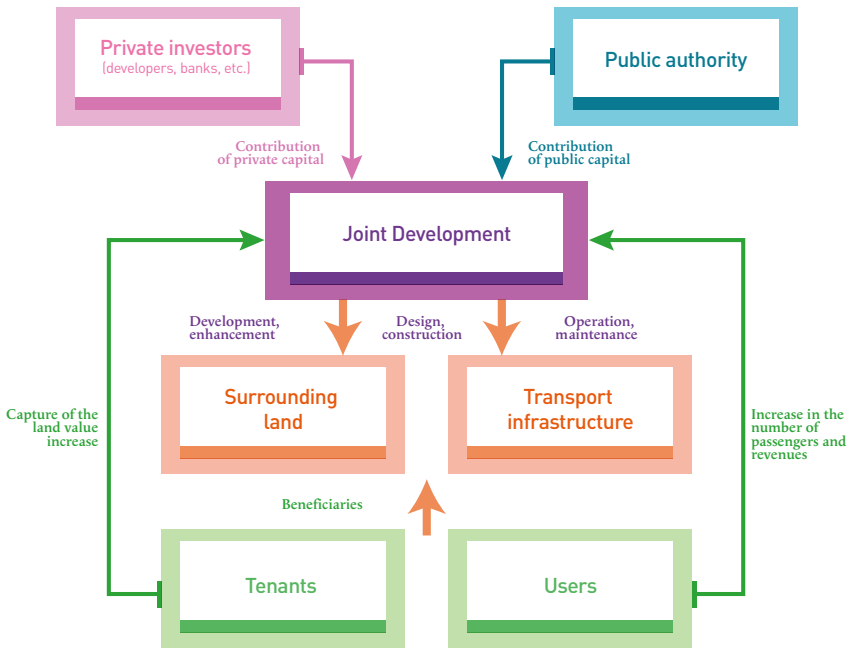 Private investors
(developers, banks, etc.)
Public authority
Contribution
of private capital
Contribution
of public capital
Joint Development
Development,
enhancement
Design,
construction
Operation,
maintenance
Surrounding
land
Transport
infrastructure
Capture of the
land value
increase
Increase in the
number of
passengers and
revenues
Beneficiaries
Tenants
Users